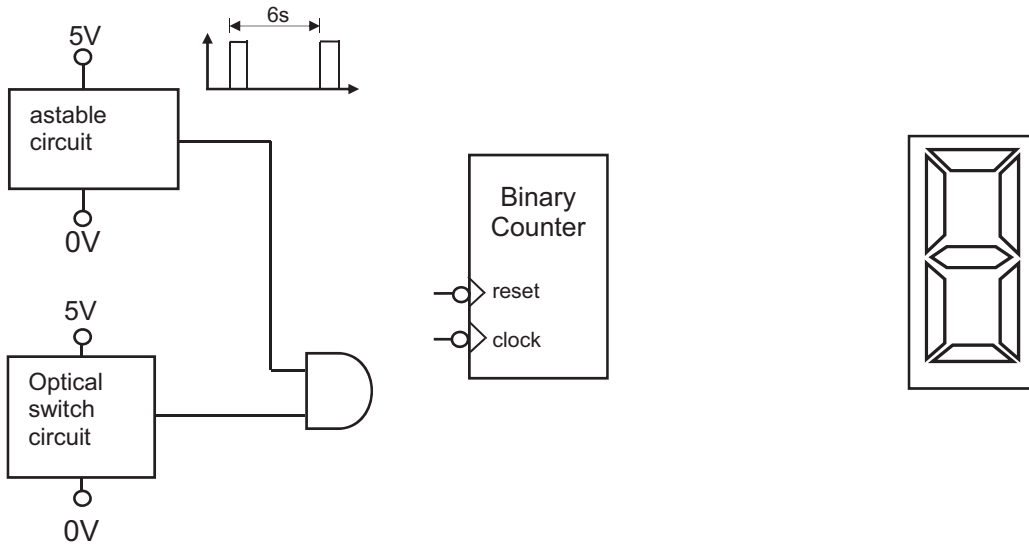 6s
5V
astable
circuit
0V
Binary
Counter
reset
clock
5V
Optical
switch
circuit
0V